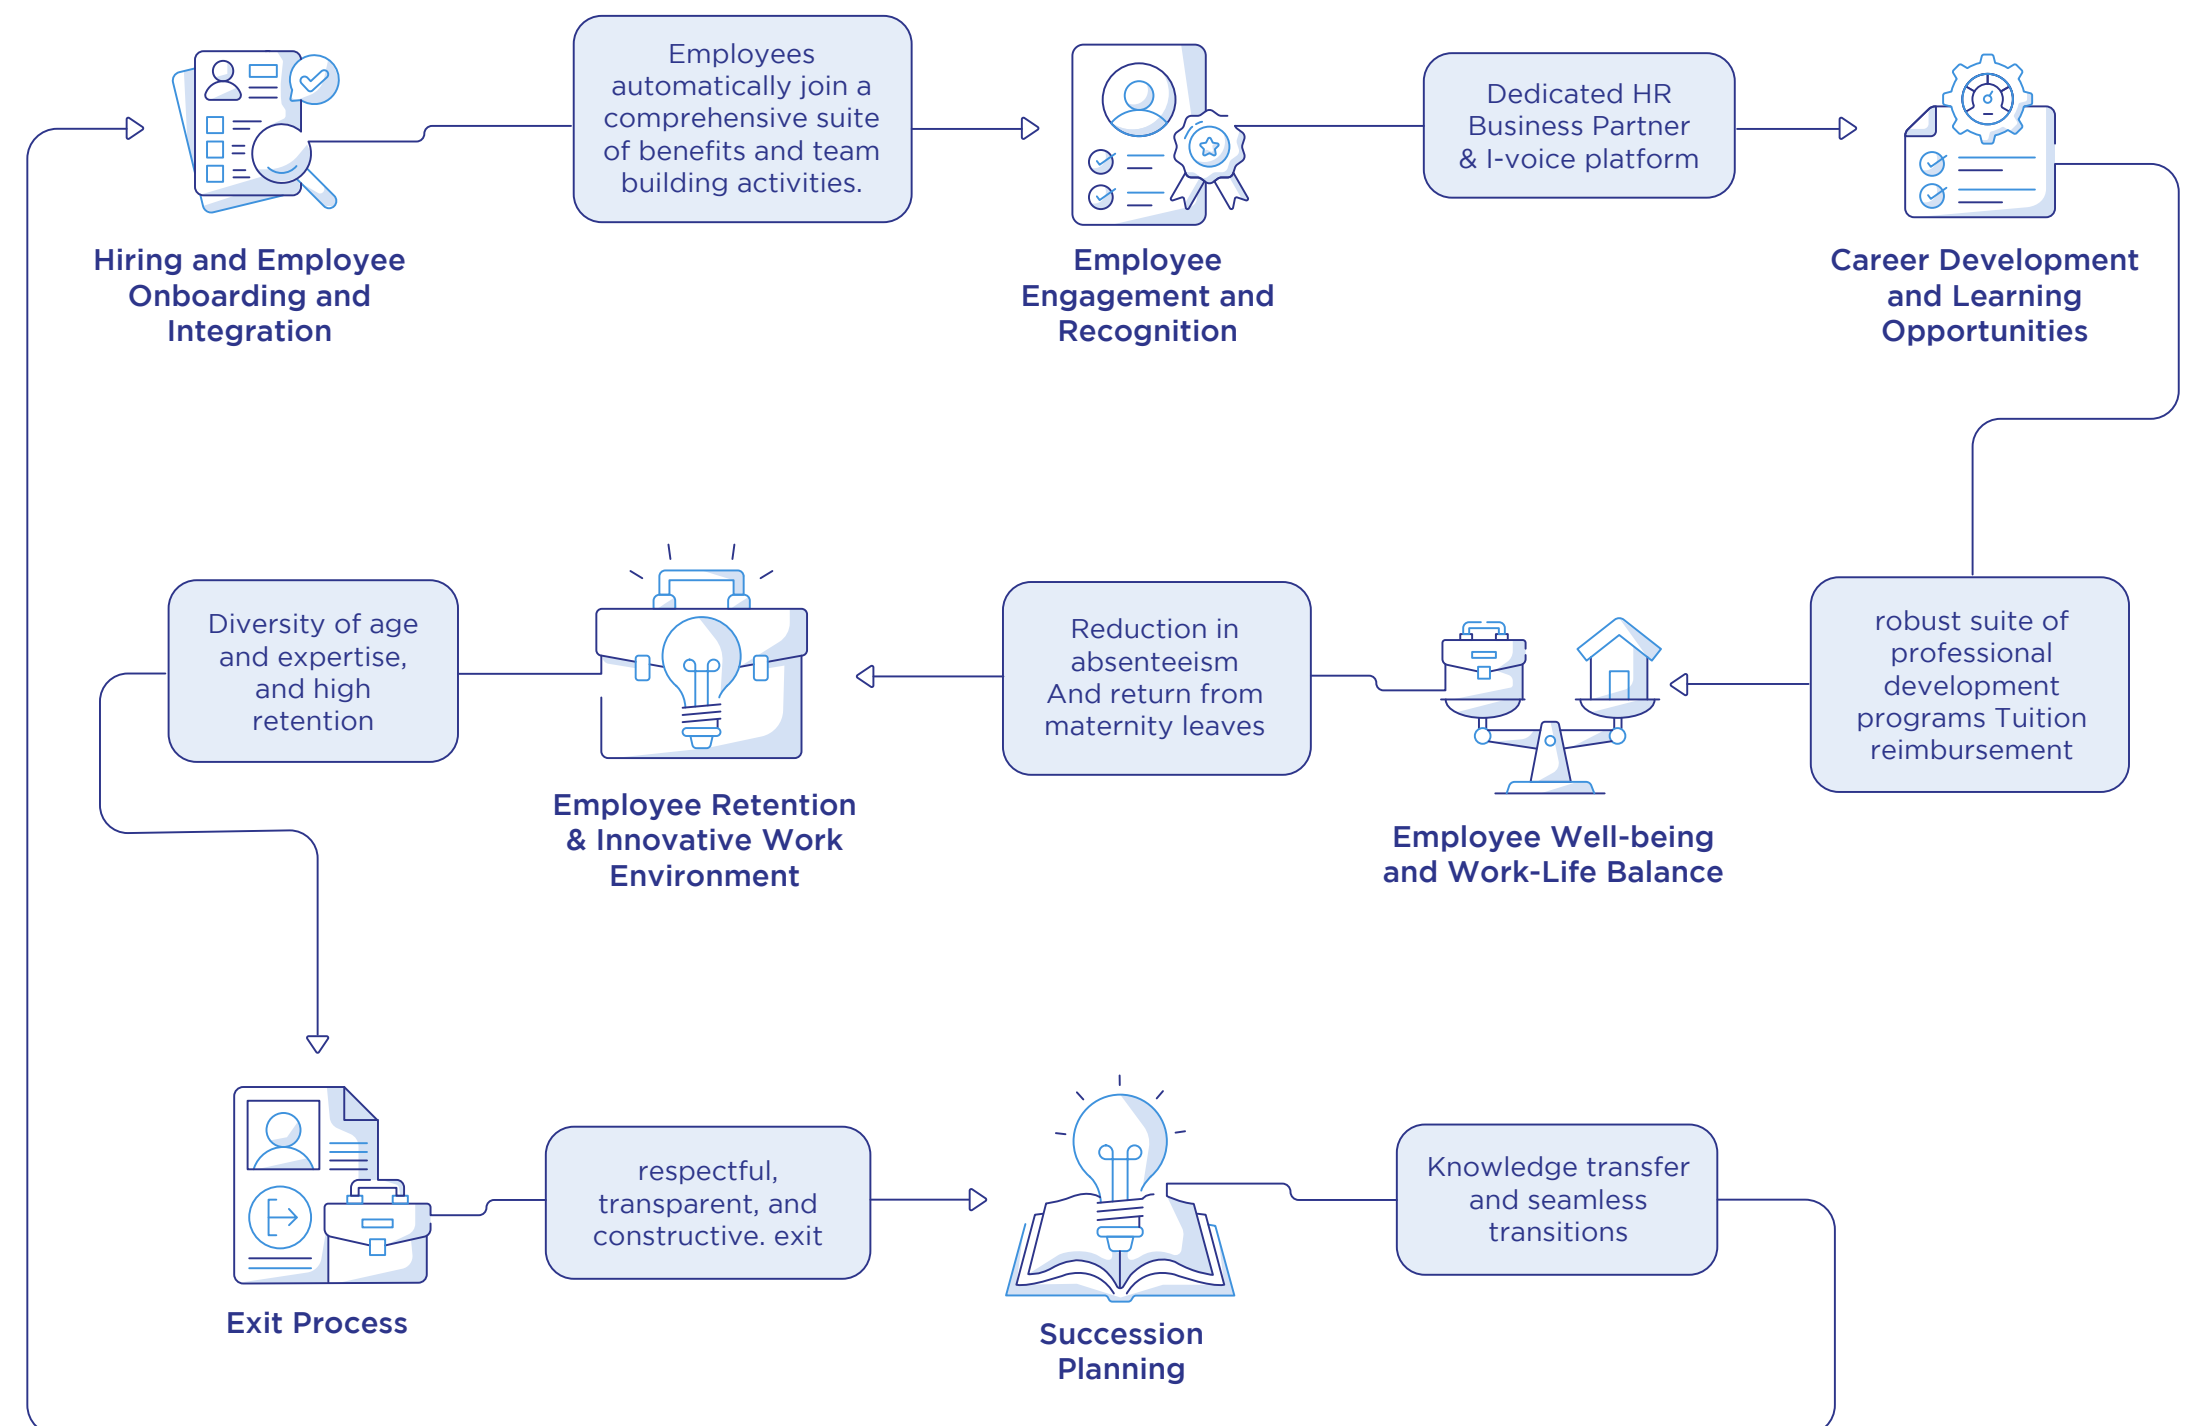 Employees
automatically join a
comprehensive suite
of benefits and team
building activities.
Dedicated HR
Business Partner
& I-voice platform
Hiring and Employee
Onboarding and
Integration
Employee
Engagement and
Recognition
Career Development
and Learning
Opportunities
robust suite of
professional
development
programs Tuition
reimbursement
Employee Well-being
and Work-Life Balance
Reduction in
absenteeism
And return from
maternity leaves
Employee Retention
& Innovative Work
Environment
Diversity of age
and expertise,
and high
retention
Exit Process
respectful,
transparent, and
constructive. exit
Succession
Planning
Knowledge transfer
and seamless
transitions